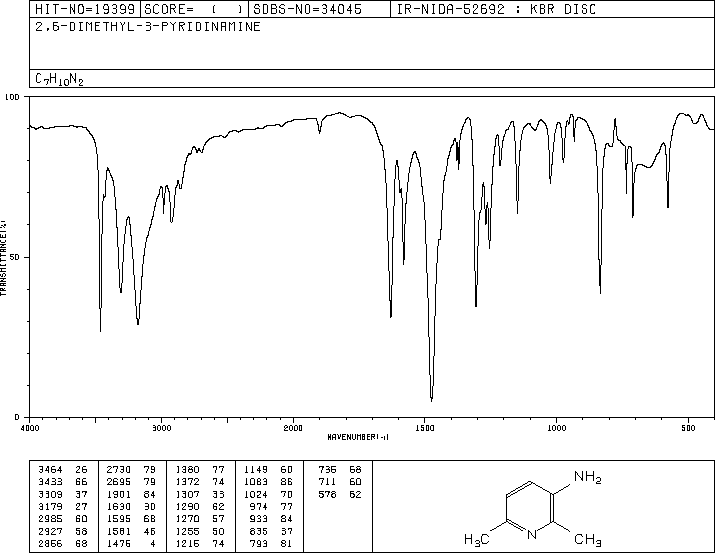 HIT-NO=19399 SCORE= ( ) SDBS-NO=34045 IR-NIDA-52692 : KBR DISC
2,6-DIMETHYL-3-PYRIDINAMINE
C7H10N2
100
50
0
TRANSMITTANCE(%)
4000 3000 2000 1500 1000 500
WAVENUMBER(-1)
3464 26 2730 79 1380 77 1149 60 735 68
3433 66 2695 79 1372 74 1083 86 711 60
3309 37 1901 84 1307 33 1024 70 578 62
3179 27 1630 30 1290 62 974 77
2985 60 1595 68 1270 57 933 84
2927 58 1581 46 1255 50 835 37
2856 68 1476 4 1216 74 793 81
NH2
H3C N CH3